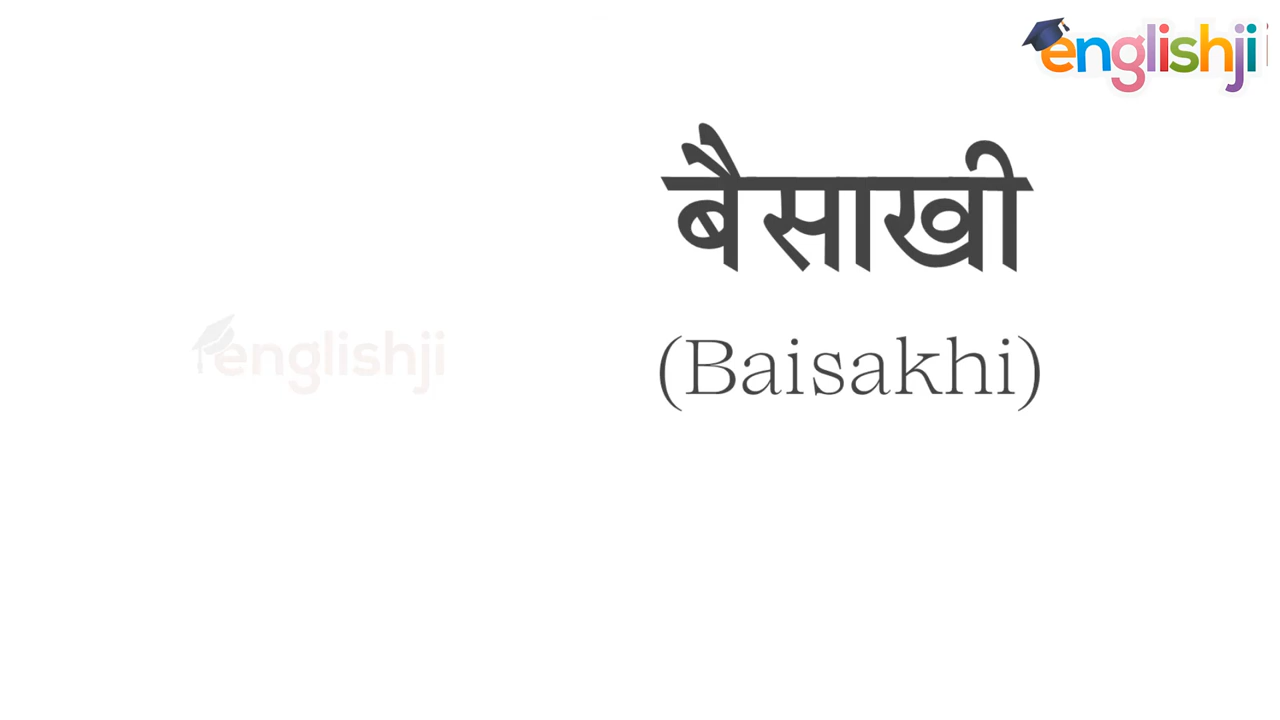 englishji
बैसाखी
englishji
(Baisakhi)